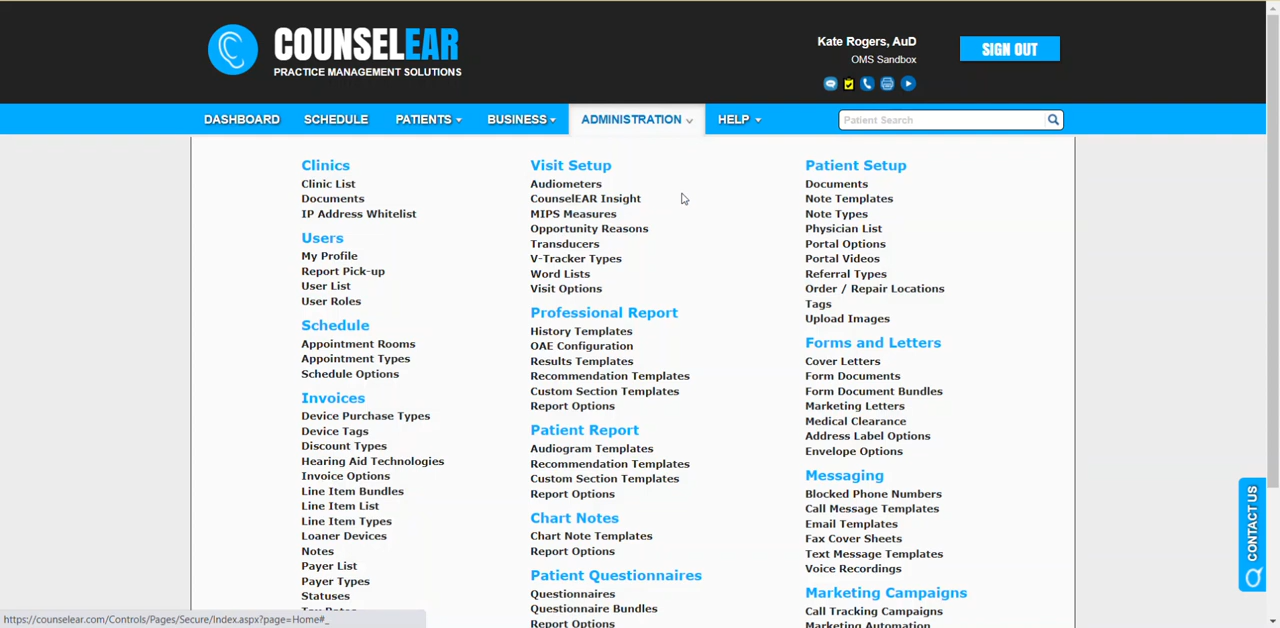 COUNSELEAR
PRACTICE MANAGEMENT SOLUTIONS
Kate Rogers, AuD
OMS Sandbox
SIGN OUT
DASHBOARD SCHEDULE PATIENTS BUSINESS ADMINISTRATION HELP Patient Search
Clinics
Clinic List
Documents
IP Address Whitelist
Users
My Profile
Report Pick-up
User List
User Roles
Schedule
Appointment Rooms
Appointment Types
Schedule Options
Invoices
Device Purchase Types
Device Tags
Discount Types
Hearing Aid Technologies
Invoice Options
Line Item Bundles
Line Item List
Line Item Types
Loaner Devices
Notes
Payer List
Payer Types
Statuses
Visit Setup
Audiometers
CounselEAR Insight
MIPS Measures
Opportunity Reasons
Transducers
V-Tracker Types
Word Lists
Visit Options
Professional Report
History Templates
OAE Configuration
Results Templates
Recommendation Templates
Custom Section Templates
Report Options
Patient Report
Audiogram Templates
Recommendation Templates
Custom Section Templates
Report Options
Chart Notes
Chart Note Templates
Report Options
Patient Questionnaires
Questionnaires
Questionnaire Bundles
Report Options
Patient Setup
Documents
Note Templates
Note Types
Physician List
Portal Options
Portal Videos
Referral Types
Order / Repair Locations
Tags
Upload Images
Forms and Letters
Cover Letters
Form Documents
Form Document Bundles
Marketing Letters
Medical Clearance
Address Label Options
Envelope Options
Messaging
Blocked Phone Numbers
Call Message Templates
Email Templates
Fax Cover Sheets
Text Message Templates
Voice Recordings
Marketing Campaigns
Call Tracking Campaigns
Marketing Automation
CONTACT US
https://counselear.com/Controls/Pages/Secure/Index.aspx?page=Home#_